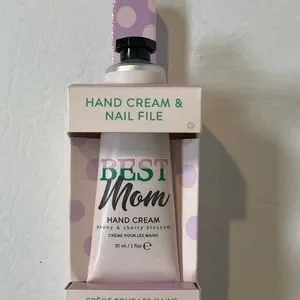 HAND CREAM &
NAIL FILE
BEST
Mom
HAND CREAM
peony & cherry blossom
CRÈME POUR LES MAINS
30 mL / 1 fl oz ℮